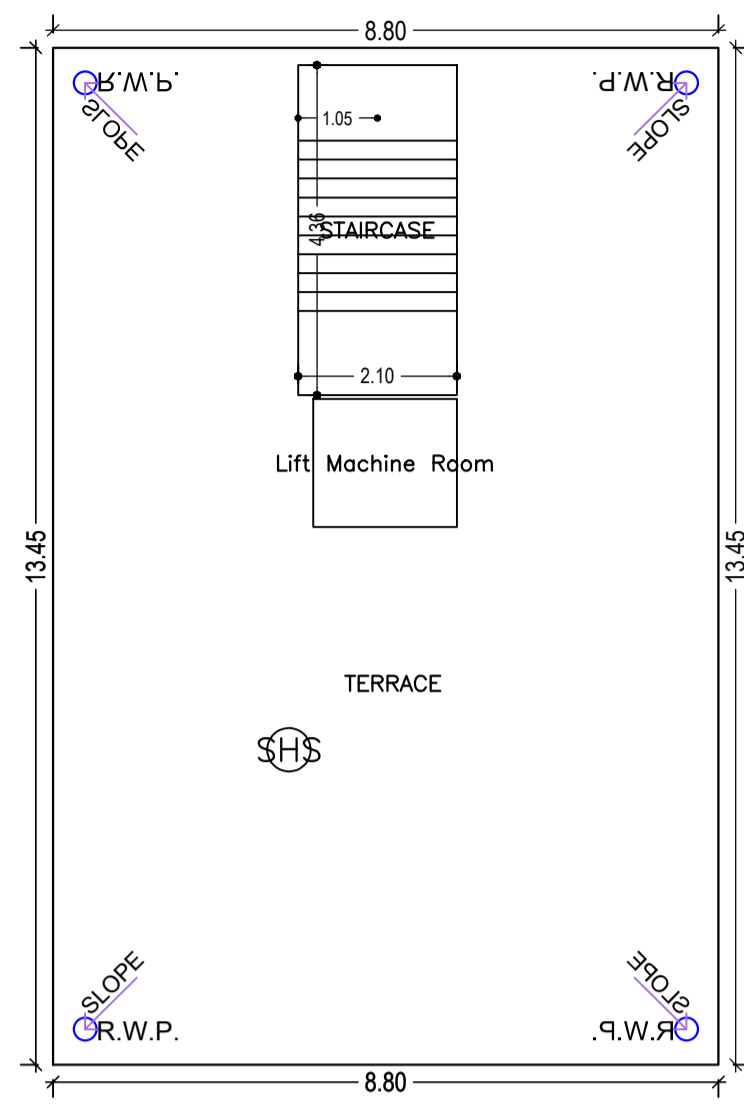 8.80
R.W.P.
R.W.P.
SLOPE
SLOPE
1.05
4.36
STAIRCASE
2.10
Lift Machine Room
13.45
13.45
TERRACE
SHS
SLOPE
SLOPE
R.W.P.
R.W.P.
8.80